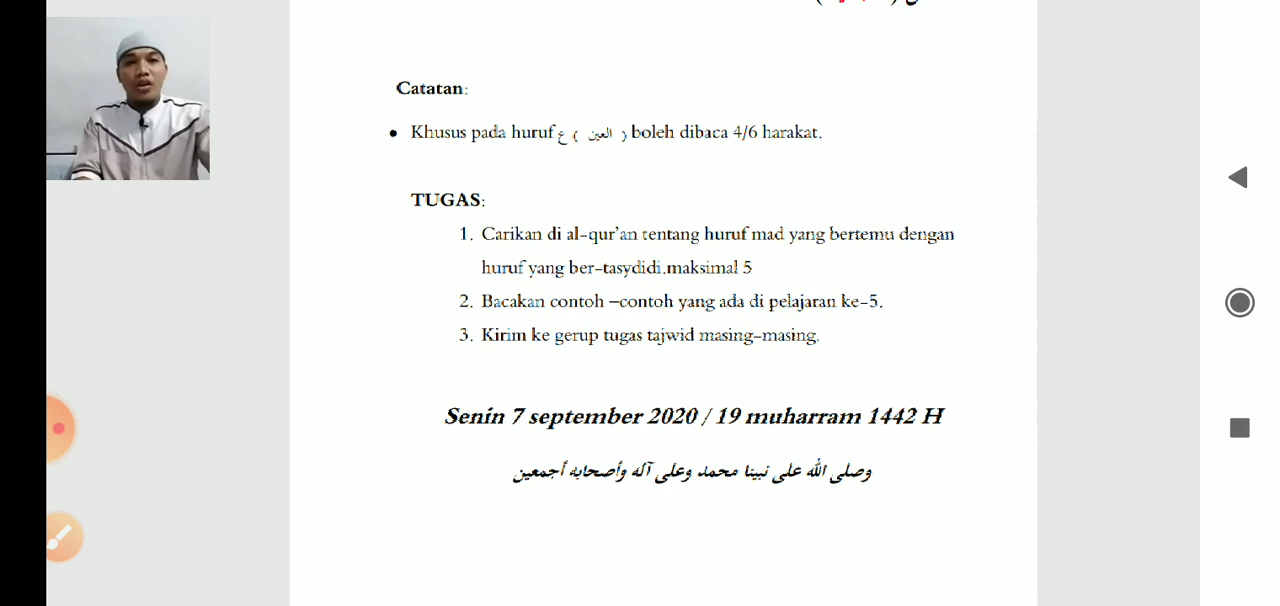 Catatan:
• Khusus pada huruf ع ( العين ) boleh dibaca 4/6 harakat.
TUGAS:
1. Carikan di al-qur'an tentang huruf mad yang bertemu dengan
huruf yang ber-tasydidi.maksimal 5
2. Bacakan contoh –contoh yang ada di pelajaran ke-5.
3. Kirim ke gerup tugas tajwid masing-masing.
Senin 7 september 2020 / 19 muharram 1442 H
وصلى الله على نبينا محمد وعلى آله وأصحابه أجمعين